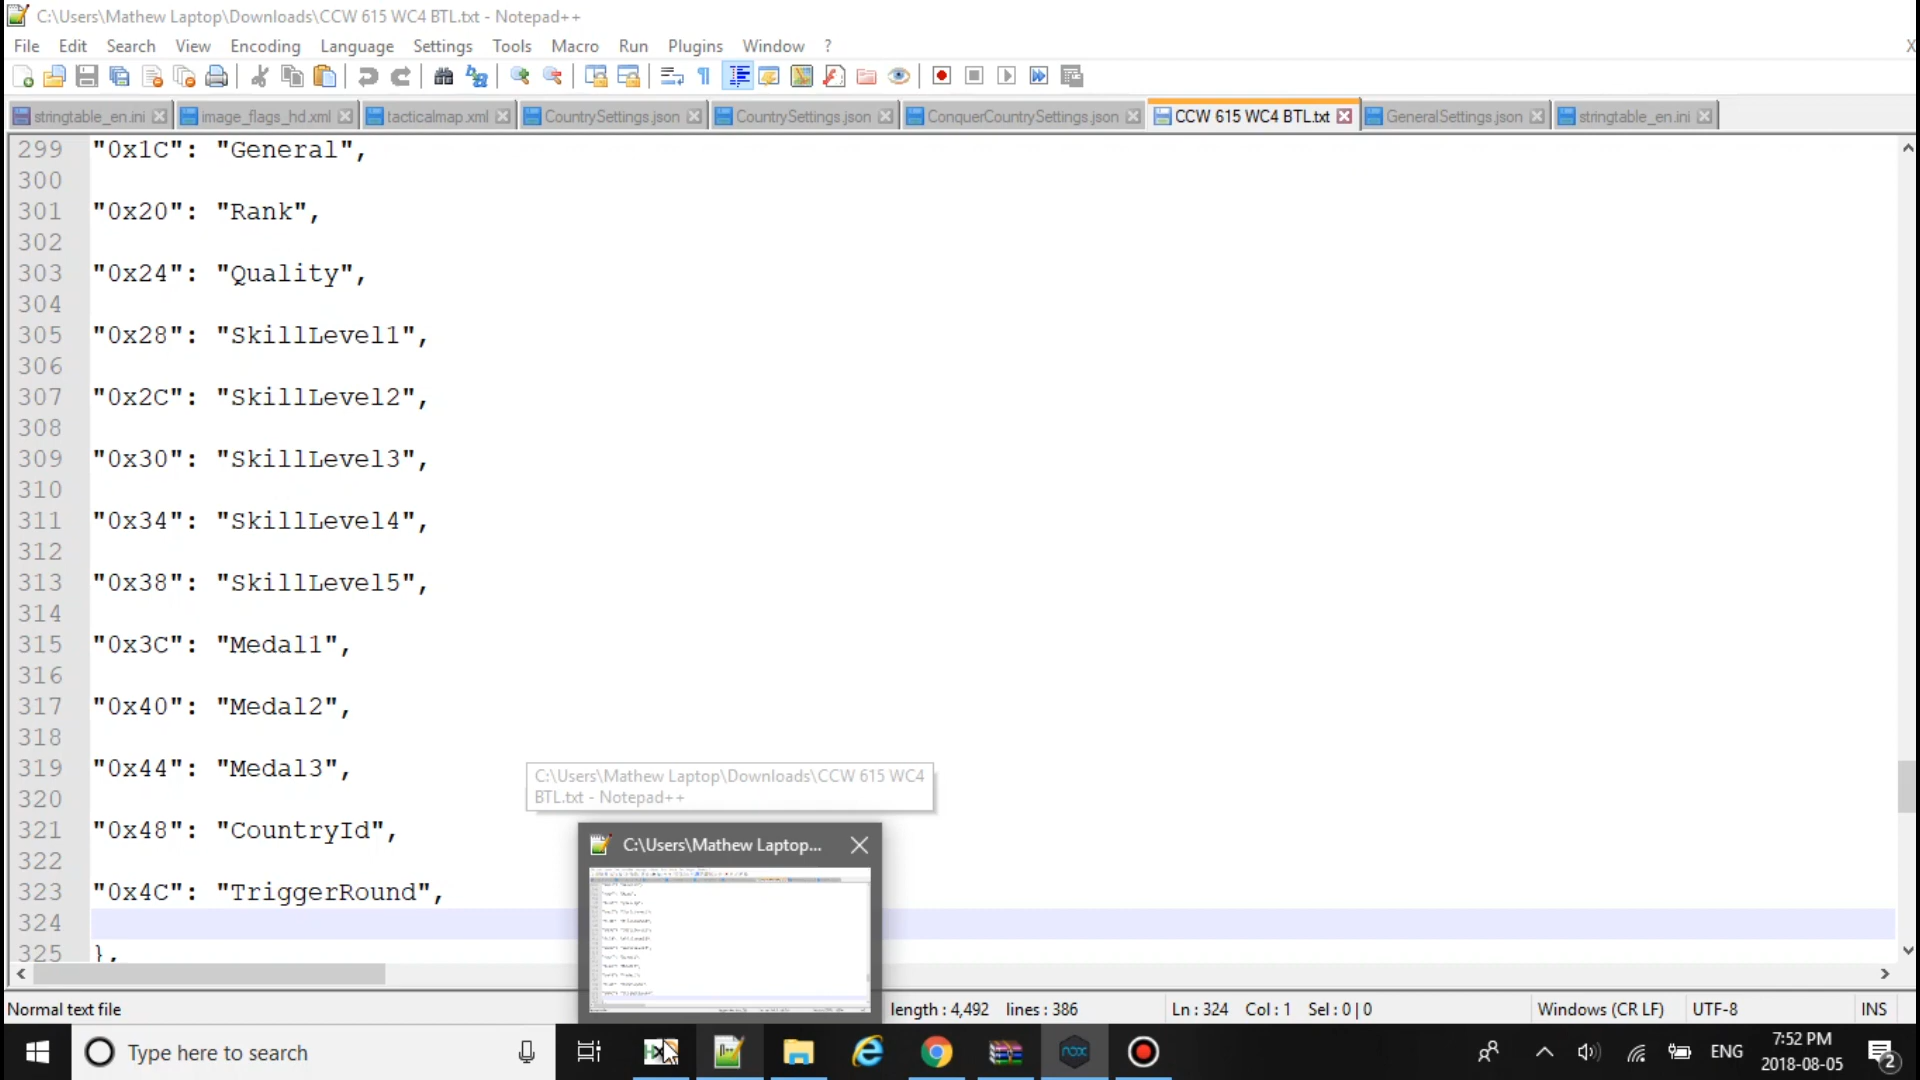 C:\Users\Mathew Laptop\Downloads\CCW 615 WC4 BTL.txt - Notepad++
File Edit Search View Encoding Language Settings Tools Macro Run Plugins Window ? X
stringtable_en.ini image_flags_hd.xml tacticalmap.xml CountrySettings.json CountrySettings.json ConquerCountrySettings.json CCW 615 WC4 BTL.txt GeneralSettings.json stringtable_en.ini
299 "0x1C": "General",
300
301 "0x20": "Rank",
302
303 "0x24": "Quality",
304
305 "0x28": "SkillLevel1",
306
307 "0x2C": "SkillLevel2",
308
309 "0x30": "SkillLevel3",
310
311 "0x34": "SkillLevel4",
312
313 "0x38": "SkillLevel5",
314
315 "0x3C": "Medal1",
316
317 "0x40": "Medal2",
318
319 "0x44": "Medal3",
320
321 "0x48": "CountryId",
322
323 "0x4C": "TriggerRound",
324
325 },
C:\Users\Mathew Laptop\Downloads\CCW 615 WC4
BTL.txt - Notepad++
C:\Users\Mathew Laptop...
Normal text file length : 4,492 lines : 386 Ln : 324 Col : 1 Sel : 0 | 0 Windows (CR LF) UTF-8 INS
Type here to search
nox
ENG
7:52 PM
2018-08-05
2